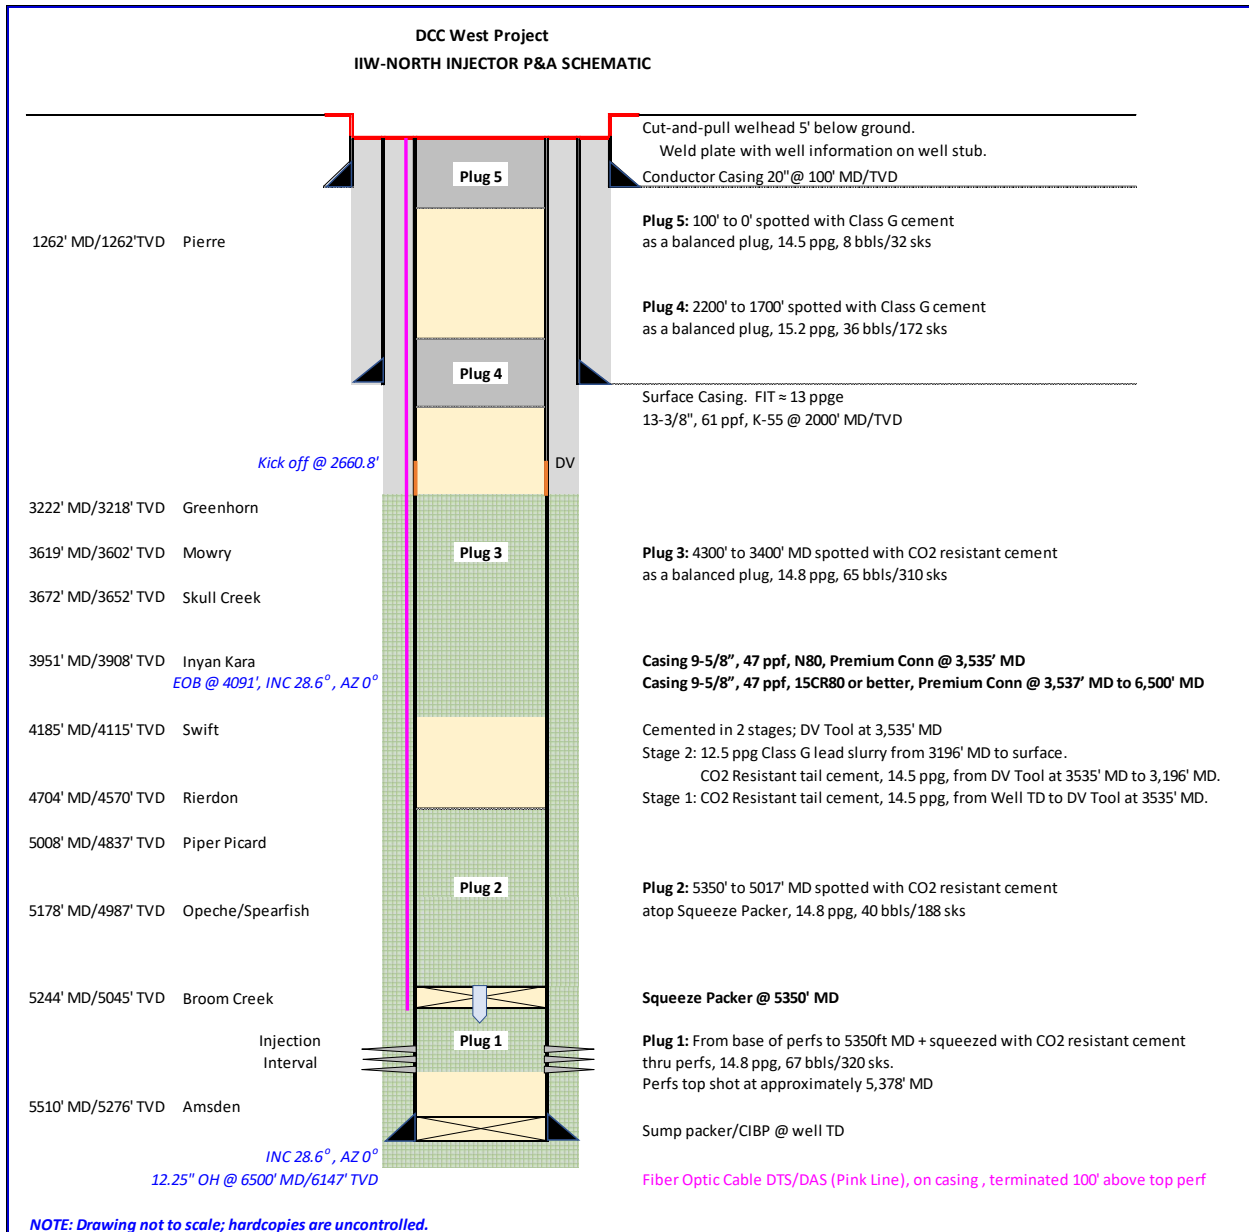 DCC West Project
IIW-NORTH INJECTOR P&A SCHEMATIC
Cut-and-pull welhead 5' below ground.
Weld plate with well information on well stub.
Plug 5
Conductor Casing 20"@ 100' MD/TVD
Plug 5: 100' to 0' spotted with Class G cement
1262' MD/1262'TVD Pierre
as a balanced plug, 14.5 ppg, 8 bbls/32 sks
Plug 4: 2200' to 1700' spotted with Class G cement
as a balanced plug, 15.2 ppg, 36 bbls/172 sks
Plug 4
Surface Casing. FIT ≈ 13 ppge
13-3/8", 61 ppf, K-55 @ 2000' MD/TVD
Kick off @ 2660.8'
DV
3222' MD/3218' TVD Greenhorn
3619' MD/3602' TVD Mowry
Plug 3
Plug 3: 4300' to 3400' MD spotted with CO2 resistant cement
as a balanced plug, 14.8 ppg, 65 bbls/310 sks
3672' MD/3652' TVD Skull Creek
3951' MD/3908' TVD Inyan Kara
Casing 9-5/8”, 47 ppf, N80, Premium Conn @ 3,535’ MD
EOB @ 4091', INC 28.6°, AZ 0°
Casing 9-5/8”, 47 ppf, 15CR80 or better, Premium Conn @ 3,537’ MD to 6,500’ MD
4185' MD/4115' TVD Swift
Cemented in 2 stages; DV Tool at 3,535' MD
Stage 2: 12.5 ppg Class G lead slurry from 3196' MD to surface.
CO2 Resistant tail cement, 14.5 ppg, from DV Tool at 3535' MD to 3,196' MD.
4704' MD/4570' TVD Rierdon
Stage 1: CO2 Resistant tail cement, 14.5 ppg, from Well TD to DV Tool at 3535' MD.
5008' MD/4837' TVD Piper Picard
Plug 2
Plug 2: 5350' to 5017' MD spotted with CO2 resistant cement
5178' MD/4987' TVD Opeche/Spearfish
atop Squeeze Packer, 14.8 ppg, 40 bbls/188 sks
5244' MD/5045' TVD Broom Creek
Squeeze Packer @ 5350' MD
Injection
Interval
Plug 1
Plug 1: From base of perfs to 5350ft MD + squeezed with CO2 resistant cement
thru perfs, 14.8 ppg, 67 bbls/320 sks.
Perfs top shot at approximately 5,378' MD
5510' MD/5276' TVD Amsden
Sump packer/CIBP @ well TD
INC 28.6°, AZ 0°
12.25" OH @ 6500' MD/6147' TVD
Fiber Optic Cable DTS/DAS (Pink Line), on casing , terminated 100' above top perf
NOTE: Drawing not to scale; hardcopies are uncontrolled.